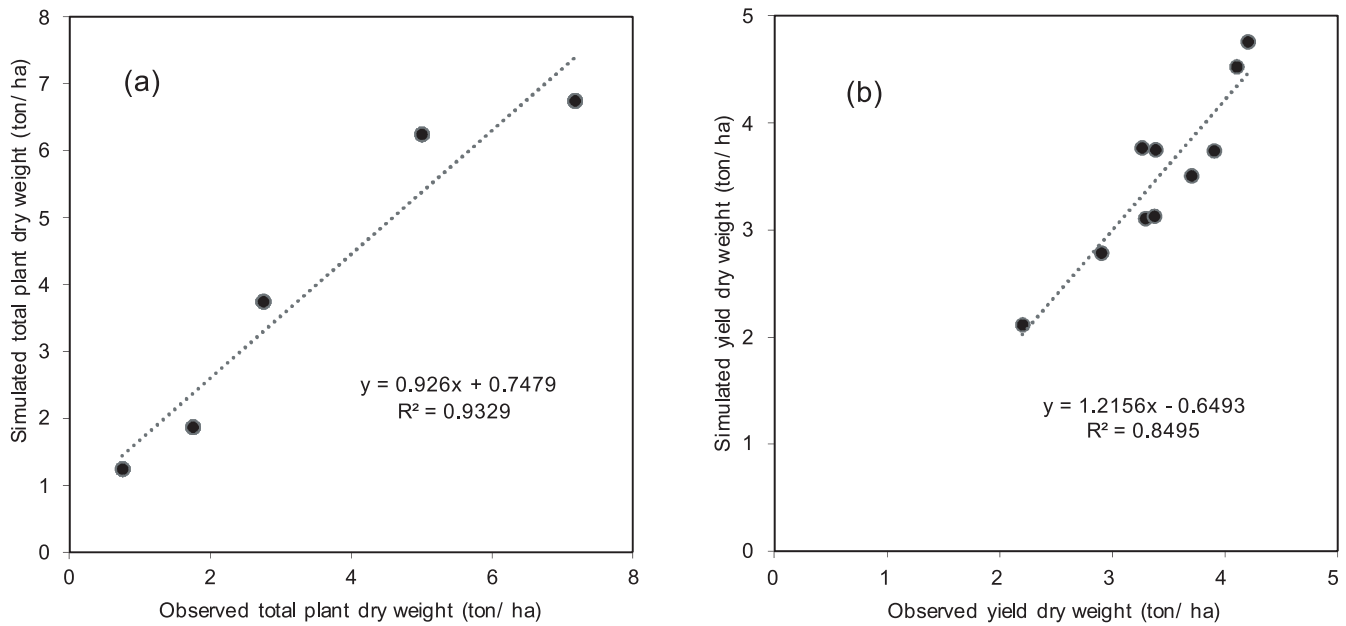 (a)
Simulated total plant dry weight (ton/ ha)
8
7
6
5
4
3
2
1
0
y = 0.926x + 0.7479
R² = 0.9329
0 2 4 6 8
Observed total plant dry weight (ton/ ha)
(b)
Simulated yield dry weight (ton/ ha)
5
4
3
2
1
0
y = 1.2156x - 0.6493
R² = 0.8495
0 1 2 3 4 5
Observed yield dry weight (ton/ ha)